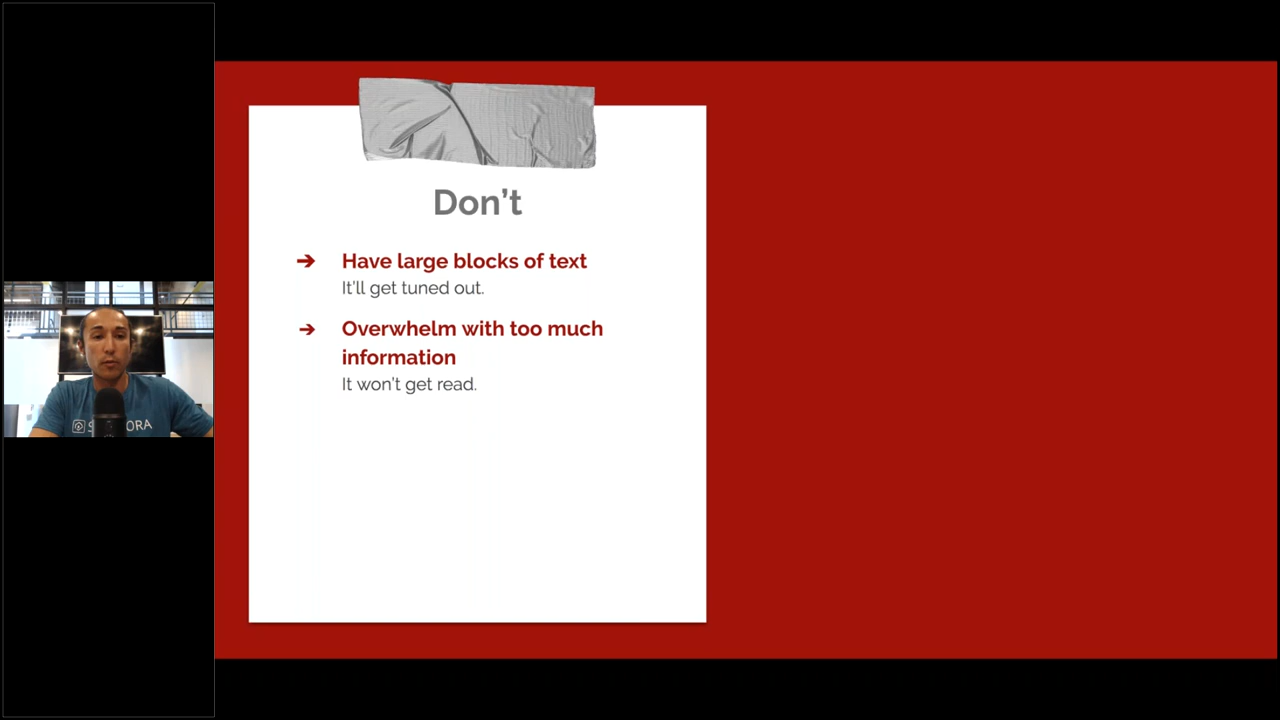 Don't
➔ Have large blocks of text
It'll get tuned out.
➔ Overwhelm with too much
information
It won't get read.